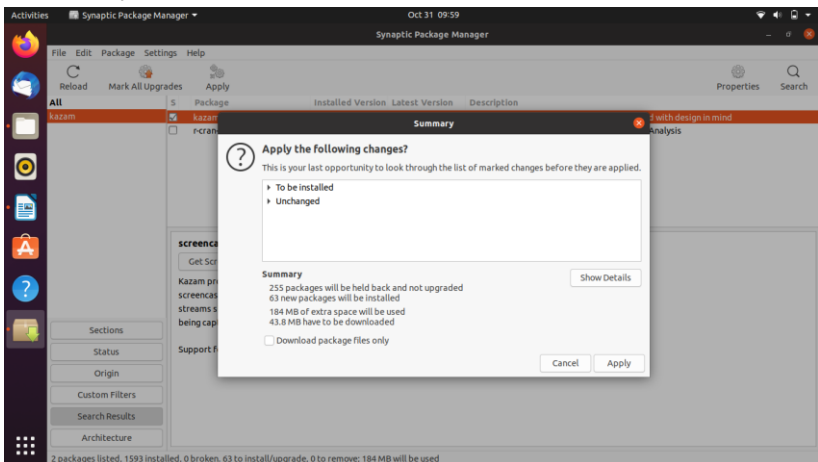 Activities Synaptic Package Manager Oct 31 09:59
Synaptic Package Manager
File Edit Package Settings Help
Reload Mark All Upgrades Apply Properties Search
All S Package Installed Version Latest Version Description
kazam kazam d with design in mind
r-cran Analysis
Summary
Apply the following changes?
This is your last opportunity to look through the list of marked changes before they are applied.
To be installed
Unchanged
screenca
Get Scr
Summary Show Details
Kazam pr
255 packages will be held back and not upgraded
screencas
63 new packages will be installed
streams s
184 MB of extra space will be used
being cap
43.8 MB have to be downloaded
Sections
Download package files only
Status Support f
Origin Cancel Apply
Custom Filters
Search Results
Architecture
2 packages listed, 1593 installed, 0 broken. 63 to install/upgrade, 0 to remove; 184 MB will be used